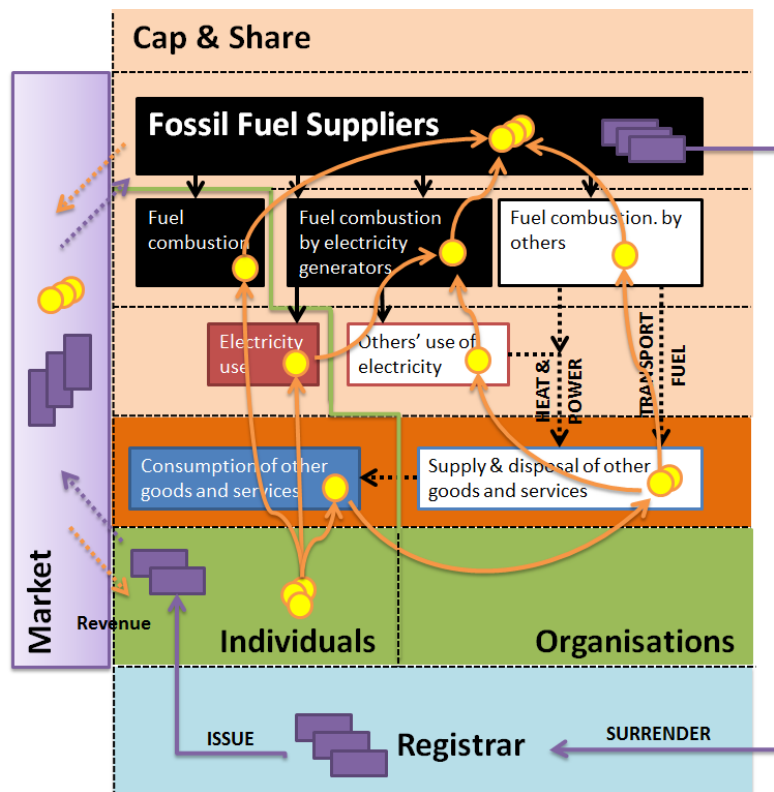 Cap & Share
Fossil Fuel Suppliers
Fuel
combustion
Fuel combustion
by electricity
generators
Fuel combustion. by
others
Electricity
use
Others' use of
electricity
HEAT &
POWER
TRANSPORT
FUEL
Consumption of other
goods and services
Supply & disposal of other
goods and services
Market
Revenue
Individuals
Organisations
ISSUE
Registrar
SURRENDER